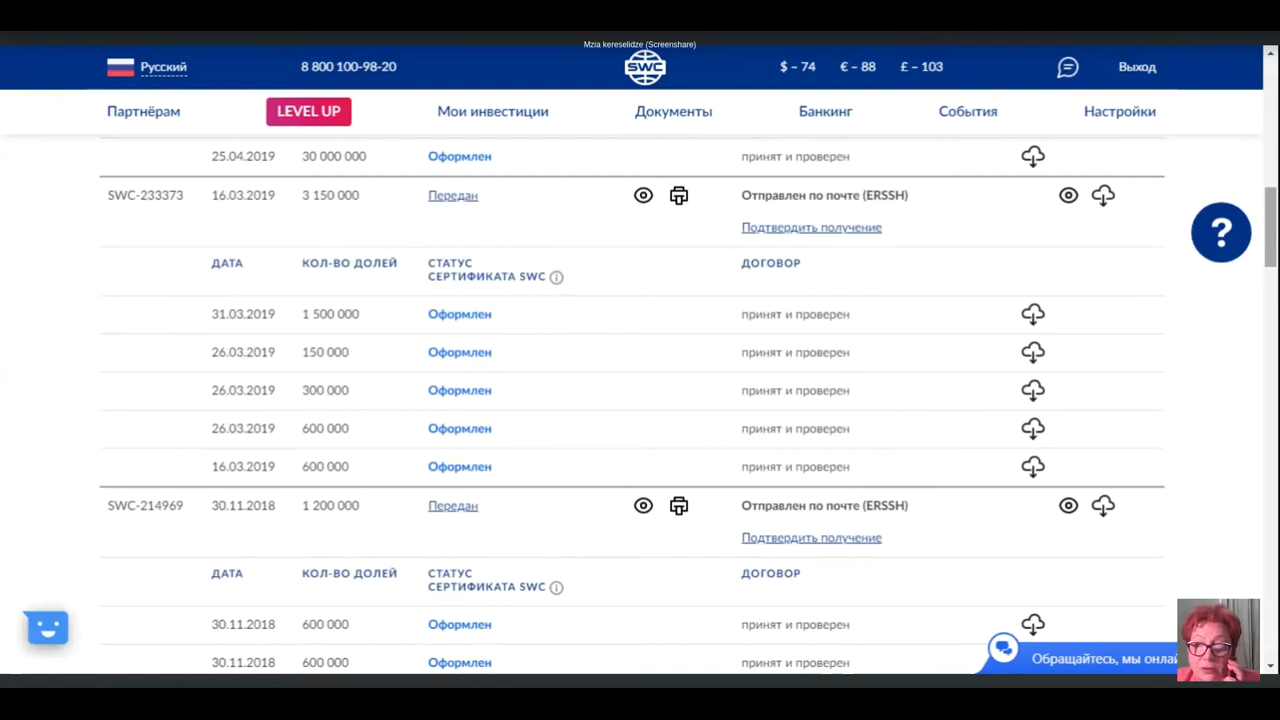 Mzia kereselidze (Screenshare)
Русский 8 800 100-98-20 SWC $ – 74 € – 88 £ – 103 Выход
Партнёрам LEVEL UP Мои инвестиции Документы Банкинг События Настройки
25.04.2019 30 000 000 Оформлен принят и проверен
SWC-233373 16.03.2019 3 150 000 Передан Отправлен по почте (ERSSH)
Подтвердить получение
ДАТА КОЛ-ВО ДОЛЕЙ СТАТУС ДОГОВОР
СЕРТИФИКАТА SWC
31.03.2019 1 500 000 Оформлен принят и проверен
26.03.2019 150 000 Оформлен принят и проверен
26.03.2019 300 000 Оформлен принят и проверен
26.03.2019 600 000 Оформлен принят и проверен
16.03.2019 600 000 Оформлен принят и проверен
SWC-214969 30.11.2018 1 200 000 Передан Отправлен по почте (ERSSH)
Подтвердить получение
ДАТА КОЛ-ВО ДОЛЕЙ СТАТУС ДОГОВОР
СЕРТИФИКАТА SWC
30.11.2018 600 000 Оформлен принят и проверен
30.11.2018 600 000 Оформлен принят и проверен
?
Обращайтесь, мы онлай